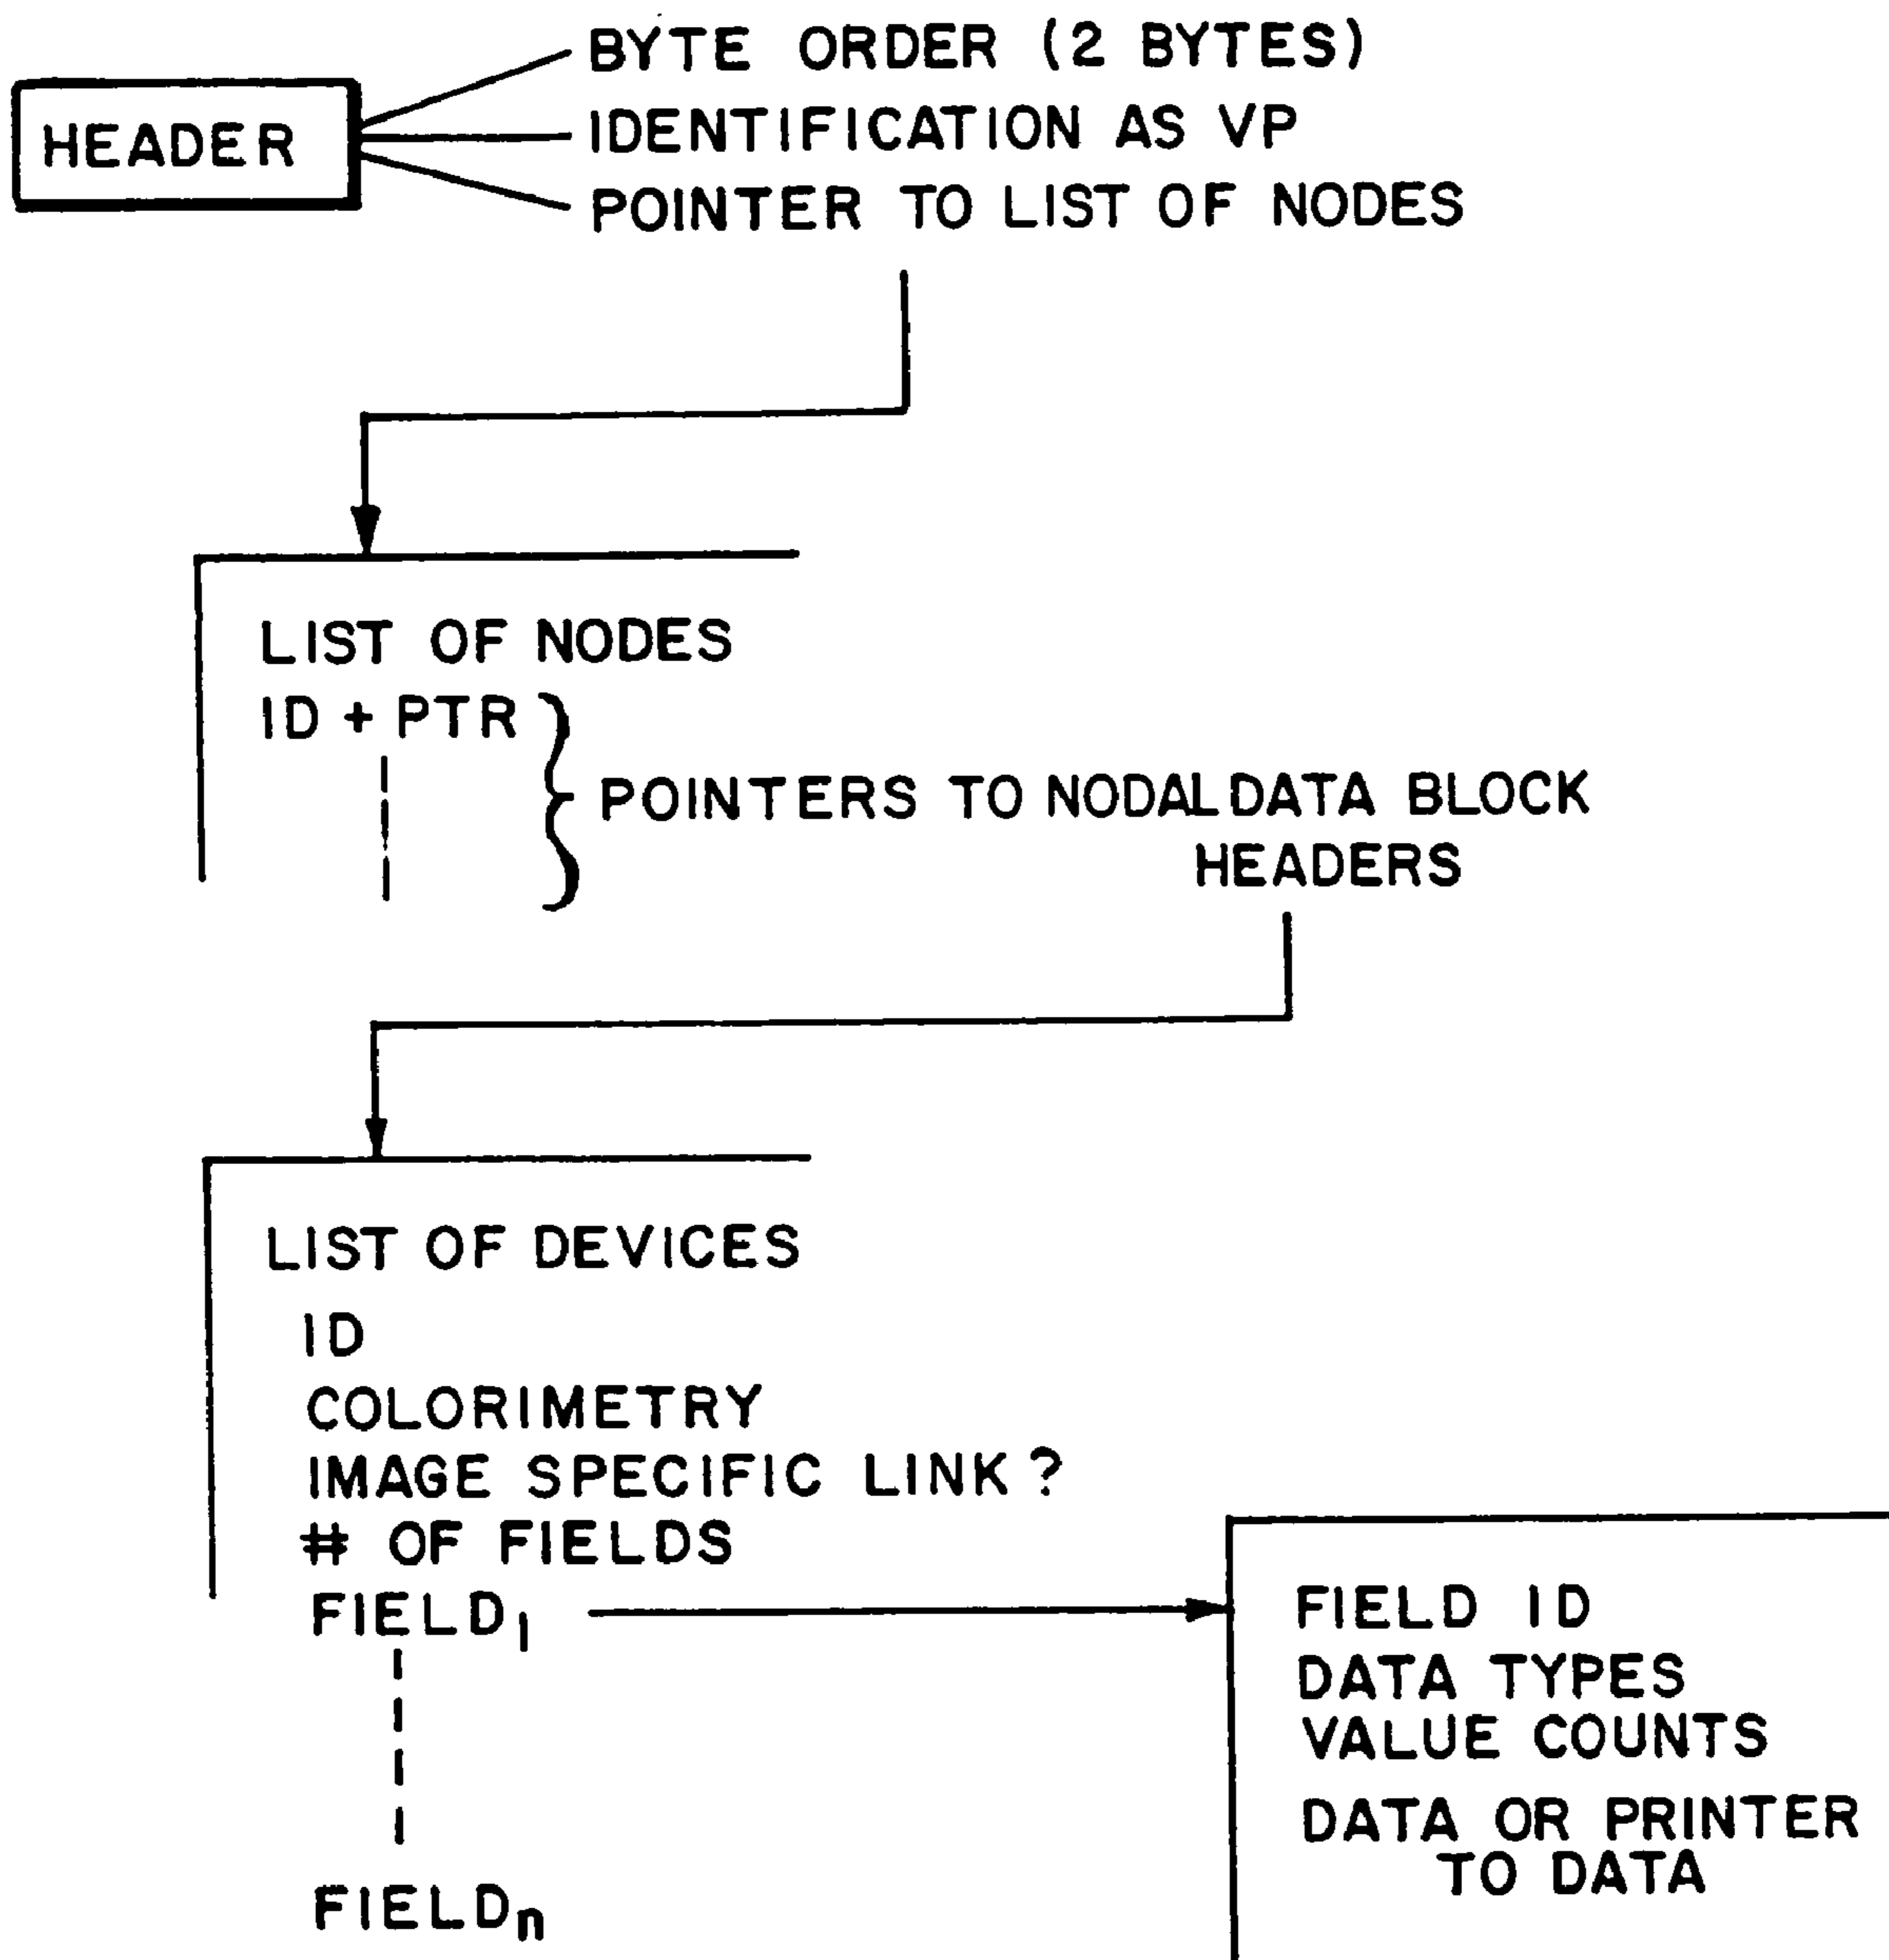 BYTE ORDER (2 BYTES)
HEADER
IDENTIFICATION AS VP
POINTER TO LIST OF NODES
LIST OF NODES
ID + PTR
POINTERS TO NODALDATA BLOCK
HEADERS
LIST OF DEVICES
ID
COLORIMETRY
IMAGE SPECIFIC LINK?
# OF FIELDS
FIELD₁
FIELDₙ
FIELD ID
DATA TYPES
VALUE COUNTS
DATA OR PRINTER
TO DATA